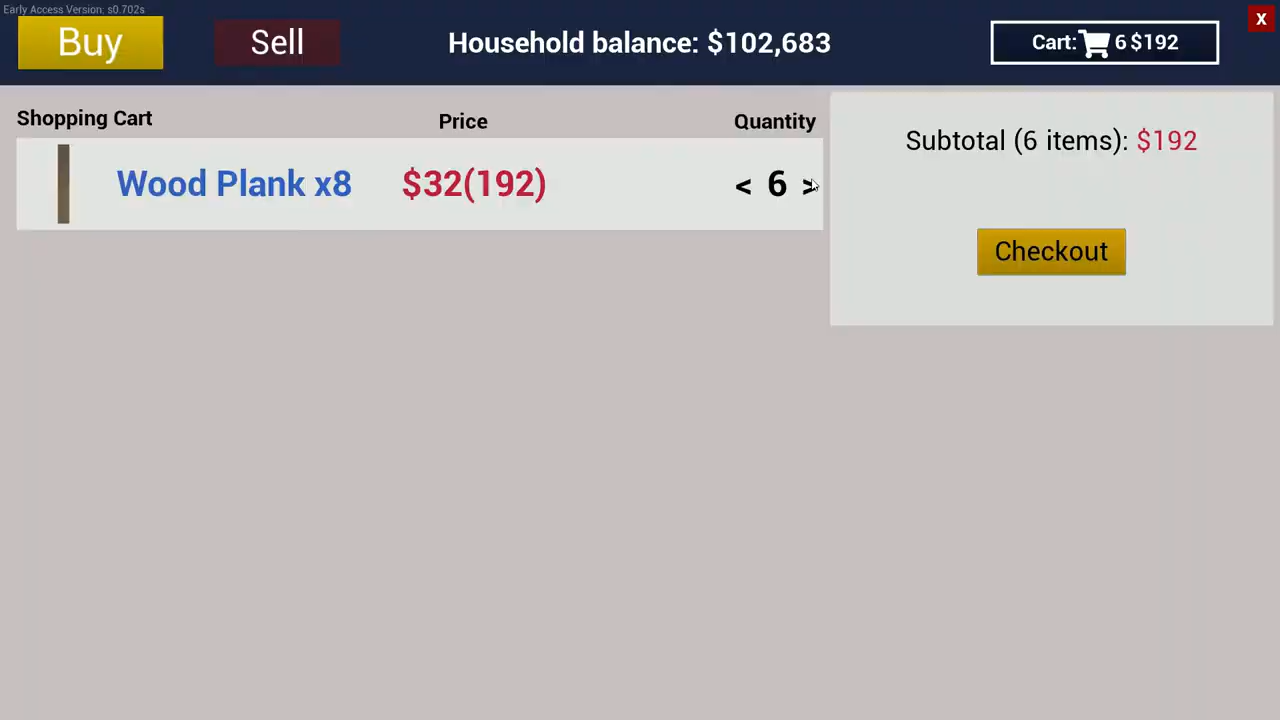 Early Access Version: s0.702s
Buy
Sell
Household balance: $102,683
Cart: 6 $192
X
Shopping Cart
Price
Quantity
Wood Plank x8
$32(192)
< 6 >
Subtotal (6 items): $192
Checkout